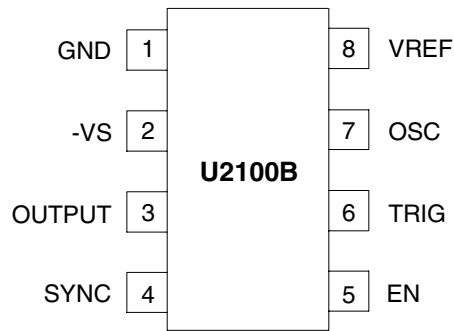 GND 1 8 VREF
-VS 2 7 OSC
U2100B
OUTPUT 3 6 TRIG
SYNC 4 5 EN